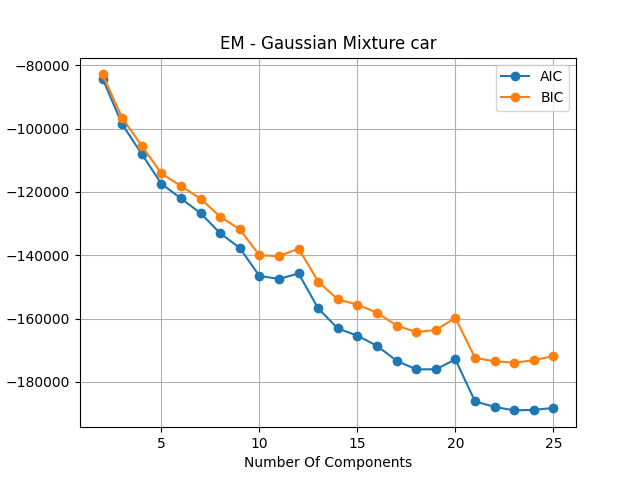 EM - Gaussian Mixture car
−80000
−100000
−120000
−140000
−160000
−180000
AIC
BIC
5 10 15 20 25
Number Of Components